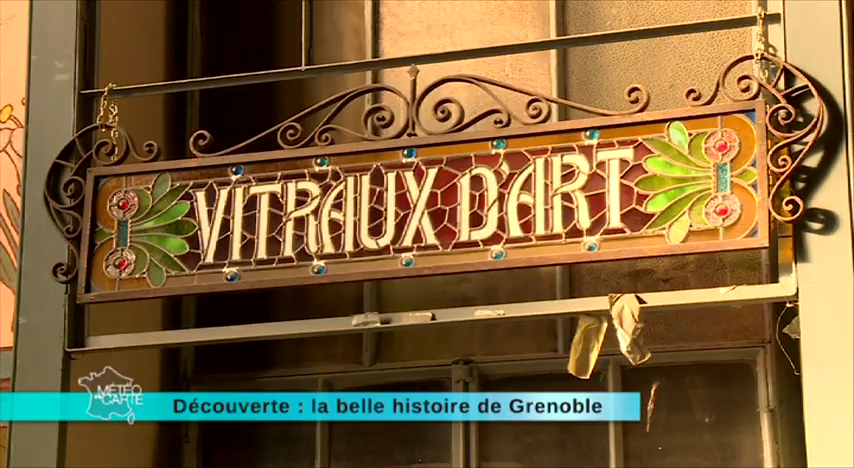 VITRAUX D'ART
MÉTÉO
À LA CARTE
Découverte : la belle histoire de Grenoble